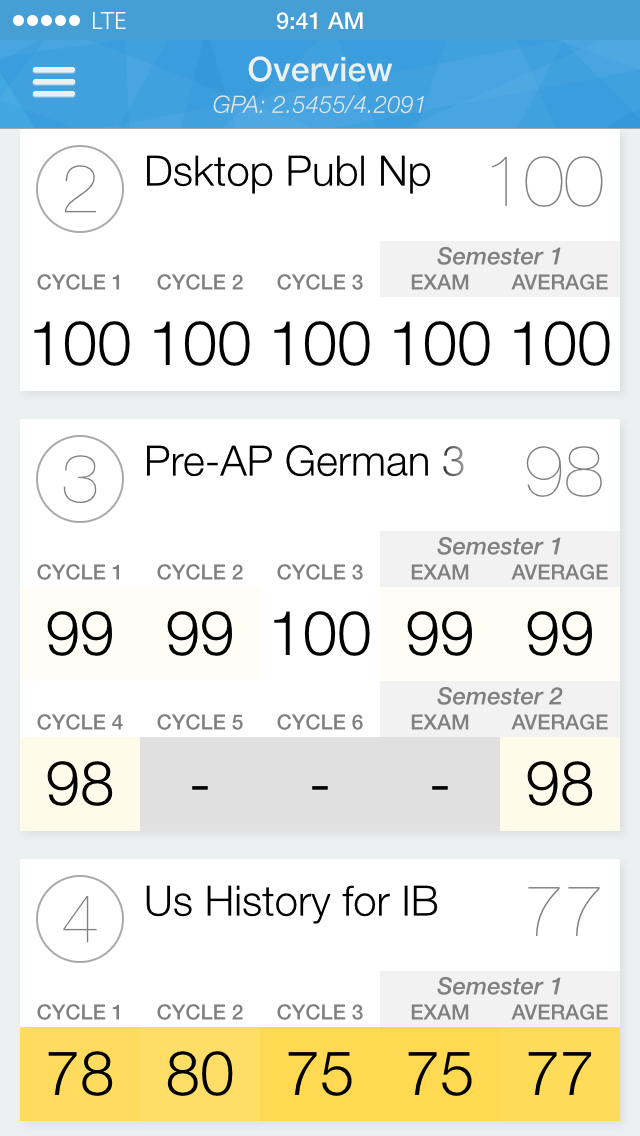 LTE 9:41 AM
Overview
GPA: 2.5455/4.2091
2 Dsktop Publ Np 100
Semester 1
CYCLE 1 CYCLE 2 CYCLE 3 EXAM AVERAGE
100 100 100 100 100
3 Pre-AP German 3 98
Semester 1
CYCLE 1 CYCLE 2 CYCLE 3 EXAM AVERAGE
99 99 100 99 99
Semester 2
CYCLE 4 CYCLE 5 CYCLE 6 EXAM AVERAGE
98 - - - 98
4 Us History for IB 77
Semester 1
CYCLE 1 CYCLE 2 CYCLE 3 EXAM AVERAGE
78 80 75 75 77